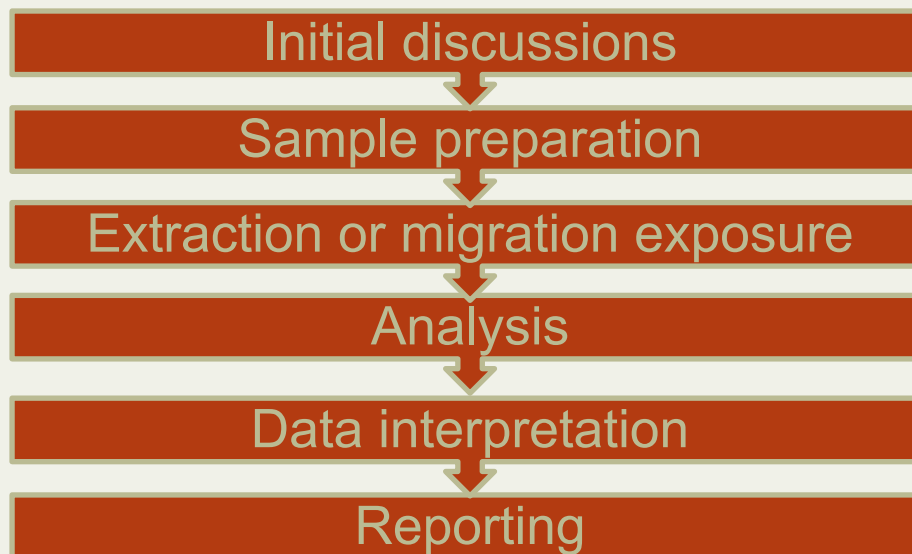 Initial discussions
Sample preparation
Extraction or migration exposure
Analysis
Data interpretation
Reporting